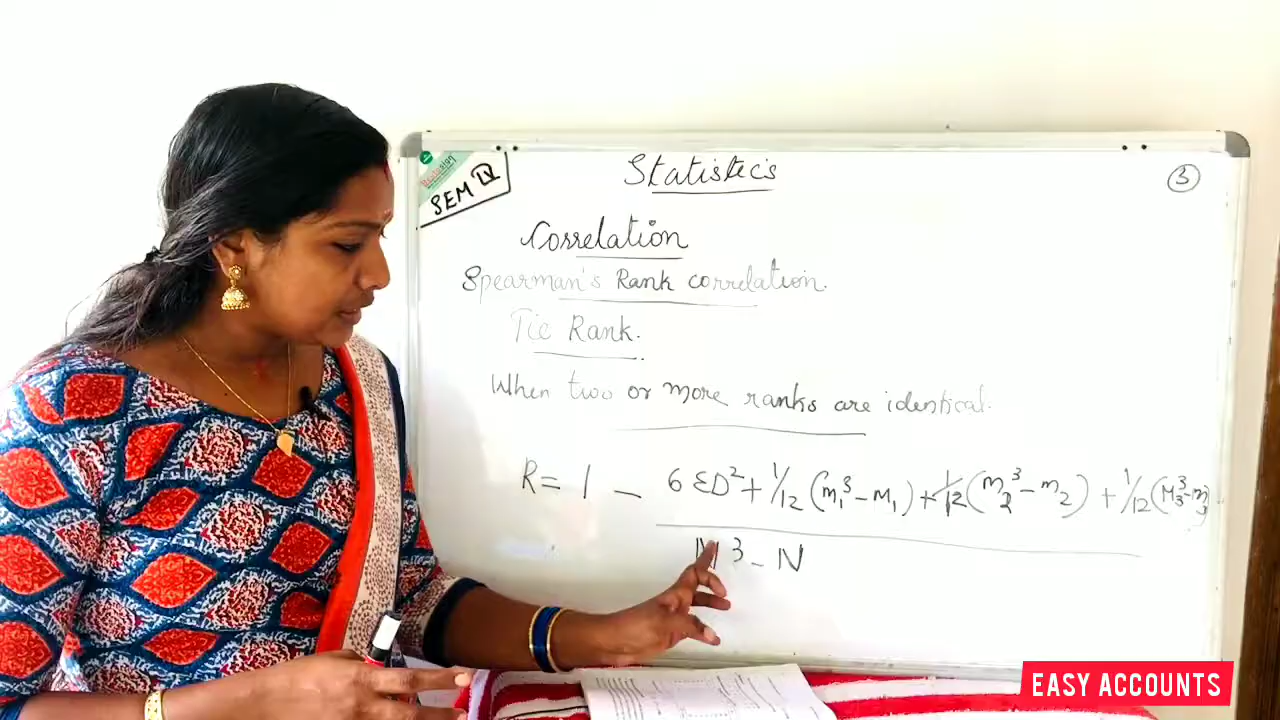 Statistics
3
SEM IV
Correlation
Spearman's Rank correlation.
Tie Rank.
When two or more ranks are identical.
R = 1 - 6 ΣD² + 1/12 (m₁³ - m₁) + 1/12 (m₂³ - m₂) + 1/12 (m₃³ - m₃)
N³ - N
EASY ACCOUNTS